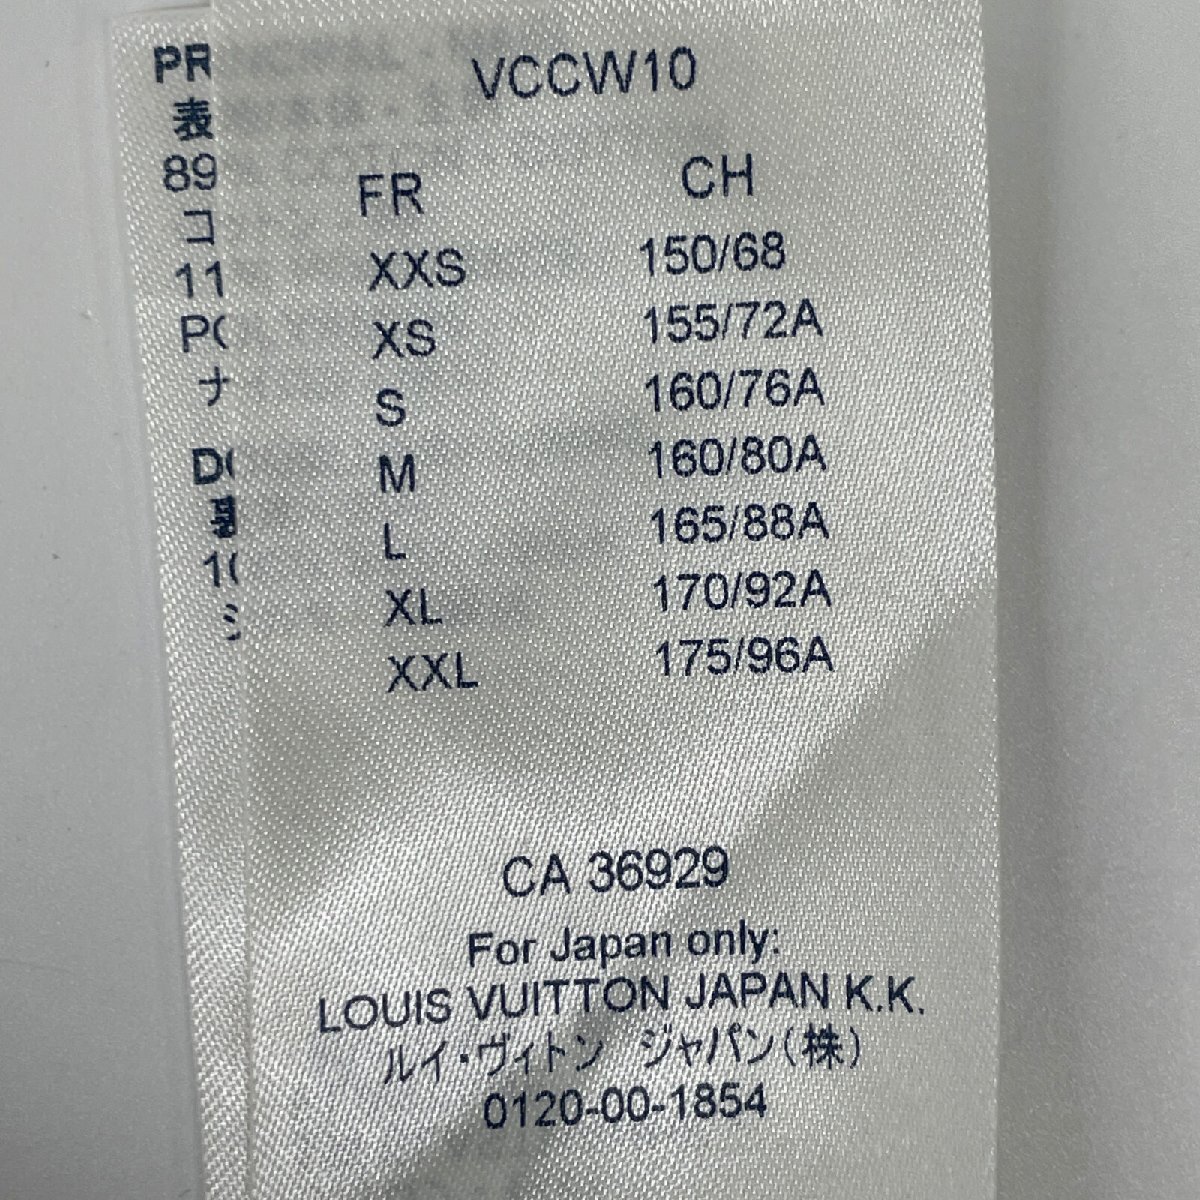 VCCW10
FR CH
XXS 150/68
XS 155/72A
S 160/76A
M 160/80A
L 165/88A
XL 170/92A
XXL 175/96A
CA 36929
For Japan only:
LOUIS VUITTON JAPAN K.K.
ルイ・ヴィトン ジャパン(株)
0120-00-1854
PR
表
89
コ
11
ナ
10